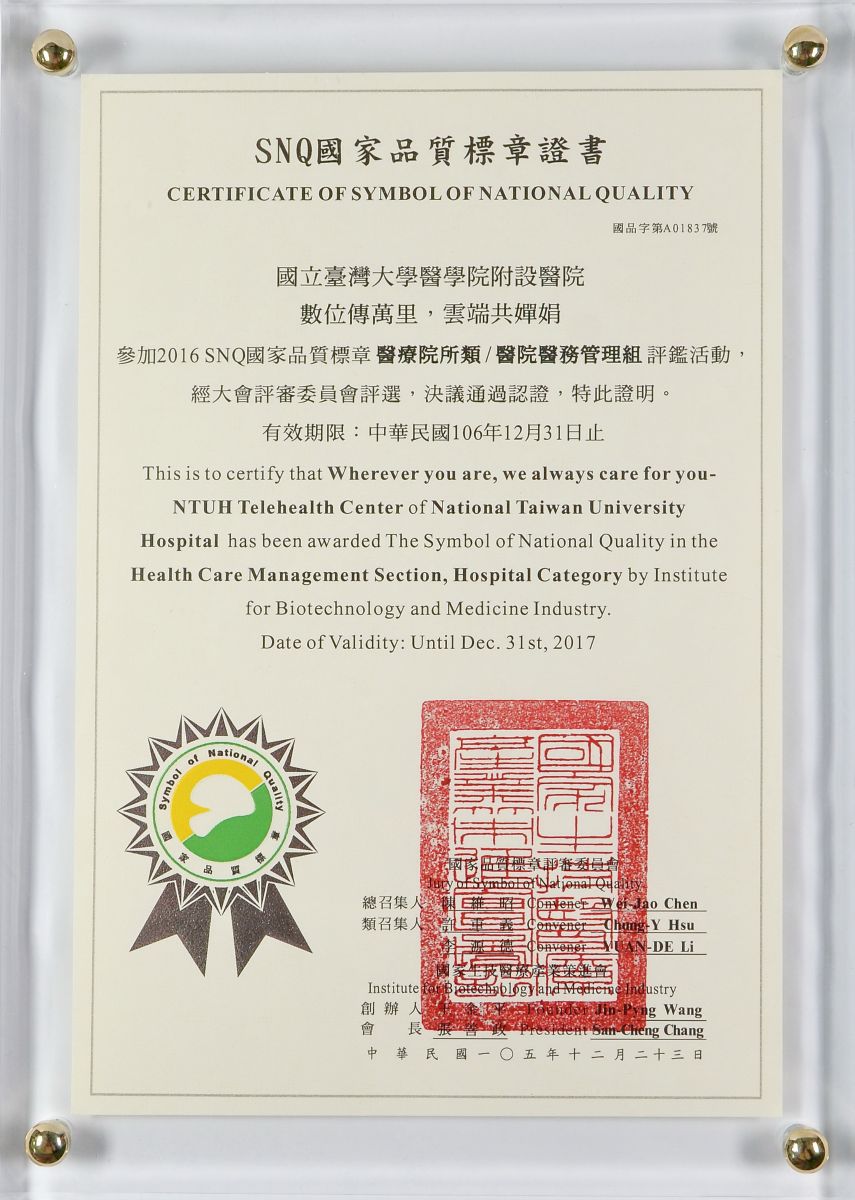 SNQ國家品質標章證書
CERTIFICATE OF SYMBOL OF NATIONAL QUALITY
國品字第A01837號
國立臺灣大學醫學院附設醫院
數位傳萬里，雲端共嬋娟
參加2016 SNQ國家品質標章 醫療院所類 / 醫院醫務管理組 評鑑活動，
經大會評審委員會評選，決議通過認證，特此證明。
有效期限：中華民國106年12月31日止
This is to certify that Wherever you are, we always care for you-
NTUH Telehealth Center of National Taiwan University
Hospital has been awarded The Symbol of National Quality in the
Health Care Management Section, Hospital Category by Institute
for Biotechnology and Medicine Industry.
Date of Validity: Until Dec. 31st, 2017
Symbol of National Quality
國家品質標章
國家品質標章評審委員會
Jury of Symbol of National Quality
總召集人 陳維昭 Convener Wei-Jao Chen
類召集人 許重義 Convener Chung-Y Hsu
李源德 Convener YUAN-DE Li
國家生技醫療產業策進會
Institute for Biotechnology and Medicine Industry
創辦人 王金平 Founder Jin-Pyng Wang
會長 張善政 President San-Cheng Chang
中華民國一〇五年十二月二十三日